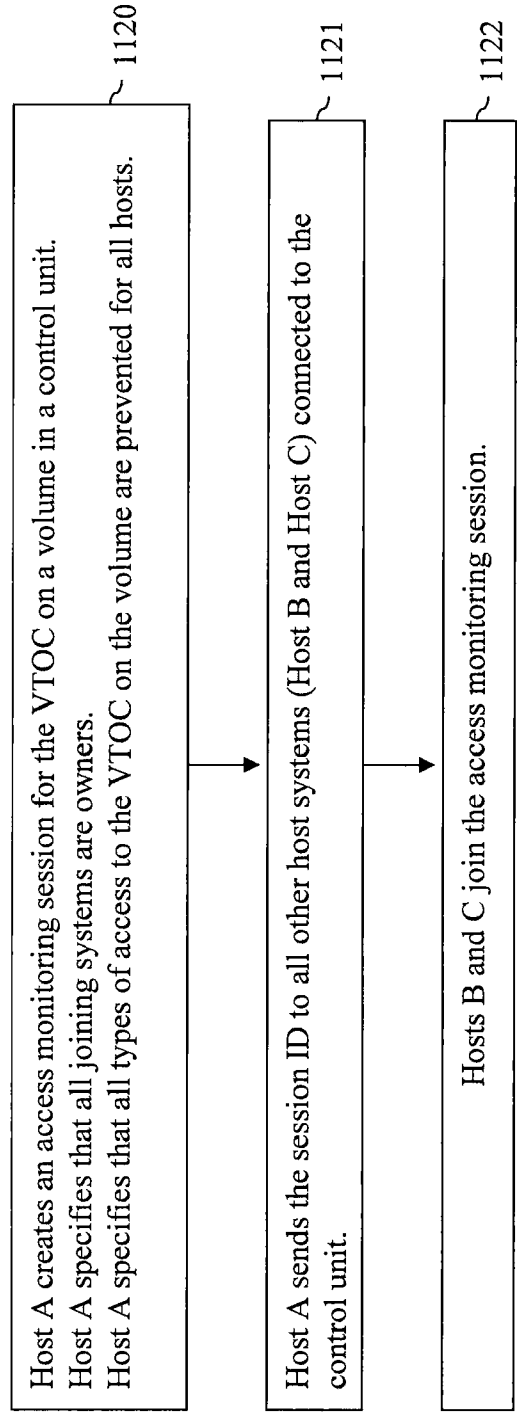 Host A creates an access monitoring session for the VTOC on a volume in a control unit.
Host A specifies that all joining systems are owners.
Host A specifies that all types of access to the VTOC on the volume are prevented for all hosts.
1120
Host A sends the session ID to all other host systems (Host B and Host C) connected to the
control unit.
1121
Hosts B and C join the access monitoring session.
1122